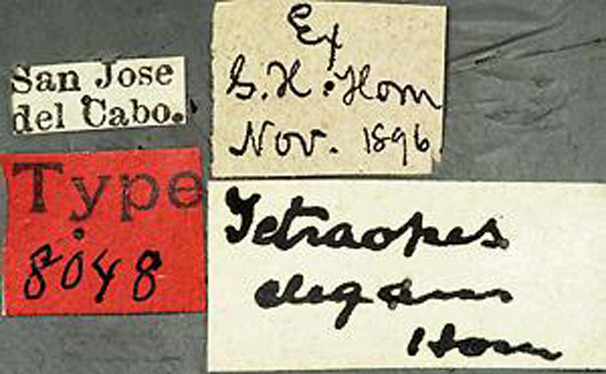 San Jose
del Cabo.
Ex
G. H. Horn
Nov. 1896
Type
8048
Tetraopes
elegans
Horn